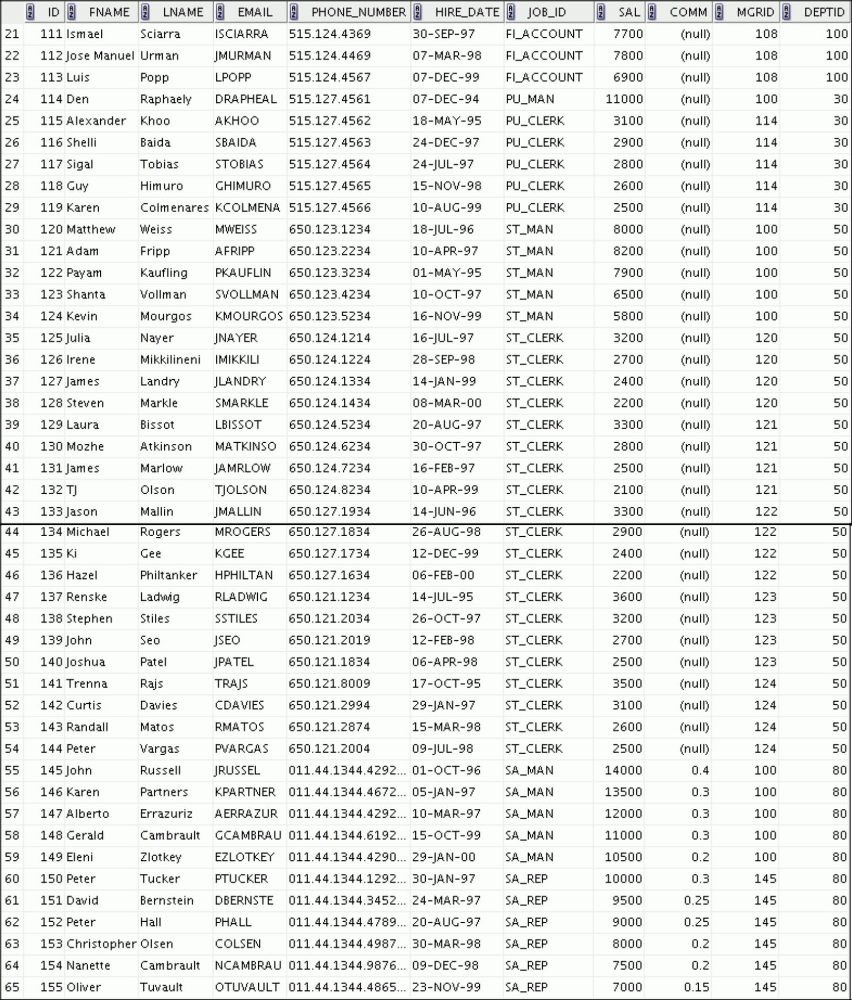 ID FNAME LNAME EMAIL PHONE_NUMBER HIRE_DATE JOB_ID SAL COMM MGRID DEPTID
21 111 Ismael Sciarra ISCIARRA 515.124.4369 30-SEP-97 FI_ACCOUNT 7700 (null) 108 100
22 112 Jose Manuel Urman JMURMAN 515.124.4469 07-MAR-98 FI_ACCOUNT 7800 (null) 108 100
23 113 Luis Popp LPOPP 515.124.4567 07-DEC-99 FI_ACCOUNT 6900 (null) 108 100
24 114 Den Raphaely DRAPHEAL 515.127.4561 07-DEC-94 PU_MAN 11000 (null) 100 30
25 115 Alexander Khoo AKHOO 515.127.4562 18-MAY-95 PU_CLERK 3100 (null) 114 30
26 116 Shelli Baida SBAIDA 515.127.4563 24-DEC-97 PU_CLERK 2900 (null) 114 30
27 117 Sigal Tobias STOBIAS 515.127.4564 24-JUL-97 PU_CLERK 2800 (null) 114 30
28 118 Guy Himuro GHIMURO 515.127.4565 15-NOV-98 PU_CLERK 2600 (null) 114 30
29 119 Karen Colmenares KCOLMENA 515.127.4566 10-AUG-99 PU_CLERK 2500 (null) 114 30
30 120 Matthew Weiss MWEISS 650.123.1234 18-JUL-96 ST_MAN 8000 (null) 100 50
31 121 Adam Fripp AFRIPP 650.123.2234 10-APR-97 ST_MAN 8200 (null) 100 50
32 122 Payam Kaufling PKAUFLIN 650.123.3234 01-MAY-95 ST_MAN 7900 (null) 100 50
33 123 Shanta Vollman SVOLLMAN 650.123.4234 10-OCT-97 ST_MAN 6500 (null) 100 50
34 124 Kevin Mourgos KMOURGOS 650.123.5234 16-NOV-99 ST_MAN 5800 (null) 100 50
35 125 Julia Nayer JNAYER 650.124.1214 16-JUL-97 ST_CLERK 3200 (null) 120 50
36 126 Irene Mikkilineni IMIKKILI 650.124.1224 28-SEP-98 ST_CLERK 2700 (null) 120 50
37 127 James Landry JLANDRY 650.124.1334 14-JAN-99 ST_CLERK 2400 (null) 120 50
38 128 Steven Markle SMARKLE 650.124.1434 08-MAR-00 ST_CLERK 2200 (null) 120 50
39 129 Laura Bissot LBISSOT 650.124.5234 20-AUG-97 ST_CLERK 3300 (null) 121 50
40 130 Mozhe Atkinson MATKINSO 650.124.6234 30-OCT-97 ST_CLERK 2800 (null) 121 50
41 131 James Marlow JAMRLOW 650.124.7234 16-FEB-97 ST_CLERK 2500 (null) 121 50
42 132 TJ Olson TJOLSON 650.124.8234 10-APR-99 ST_CLERK 2100 (null) 121 50
43 133 Jason Mallin JMALLIN 650.127.1934 14-JUN-96 ST_CLERK 3300 (null) 122 50
44 134 Michael Rogers MROGERS 650.127.1834 26-AUG-98 ST_CLERK 2900 (null) 122 50
45 135 Ki Gee KGEE 650.127.1734 12-DEC-99 ST_CLERK 2400 (null) 122 50
46 136 Hazel Philtanker HPHILTAN 650.127.1634 06-FEB-00 ST_CLERK 2200 (null) 122 50
47 137 Renske Ladwig RLADWIG 650.121.1234 14-JUL-95 ST_CLERK 3600 (null) 123 50
48 138 Stephen Stiles SSTILES 650.121.2034 26-OCT-97 ST_CLERK 3200 (null) 123 50
49 139 John Seo JSEO 650.121.2019 12-FEB-98 ST_CLERK 2700 (null) 123 50
50 140 Joshua Patel JPATEL 650.121.1834 06-APR-98 ST_CLERK 2500 (null) 123 50
51 141 Trenna Rajs TRAJS 650.121.8009 17-OCT-95 ST_CLERK 3500 (null) 124 50
52 142 Curtis Davies CDAVIES 650.121.2994 29-JAN-97 ST_CLERK 3100 (null) 124 50
53 143 Randall Matos RMATOS 650.121.2874 15-MAR-98 ST_CLERK 2600 (null) 124 50
54 144 Peter Vargas PVARGAS 650.121.2004 09-JUL-98 ST_CLERK 2500 (null) 124 50
55 145 John Russell JRUSSEL 011.44.1344.4292... 01-OCT-96 SA_MAN 14000 0.4 100 80
56 146 Karen Partners KPARTNER 011.44.1344.4672... 05-JAN-97 SA_MAN 13500 0.3 100 80
57 147 Alberto Errazuriz AERRAZUR 011.44.1344.4292... 10-MAR-97 SA_MAN 12000 0.3 100 80
58 148 Gerald Cambrault GCAMBRAU 011.44.1344.6192... 15-OCT-99 SA_MAN 11000 0.3 100 80
59 149 Eleni Zlotkey EZLOTKEY 011.44.1344.4290... 29-JAN-00 SA_MAN 10500 0.2 100 80
60 150 Peter Tucker PTUCKER 011.44.1344.1292... 30-JAN-97 SA_REP 10000 0.3 145 80
61 151 David Bernstein DBERNSTE 011.44.1344.3452... 24-MAR-97 SA_REP 9500 0.25 145 80
62 152 Peter Hall PHALL 011.44.1344.4789... 20-AUG-97 SA_REP 9000 0.25 145 80
63 153 Christopher Olsen COLSEN 011.44.1344.4987... 30-MAR-98 SA_REP 8000 0.2 145 80
64 154 Nanette Cambrault NCAMBRAU 011.44.1344.9876... 09-DEC-98 SA_REP 7500 0.2 145 80
65 155 Oliver Tuvault OTUVAULT 011.44.1344.4865... 23-NOV-99 SA_REP 7000 0.15 145 80